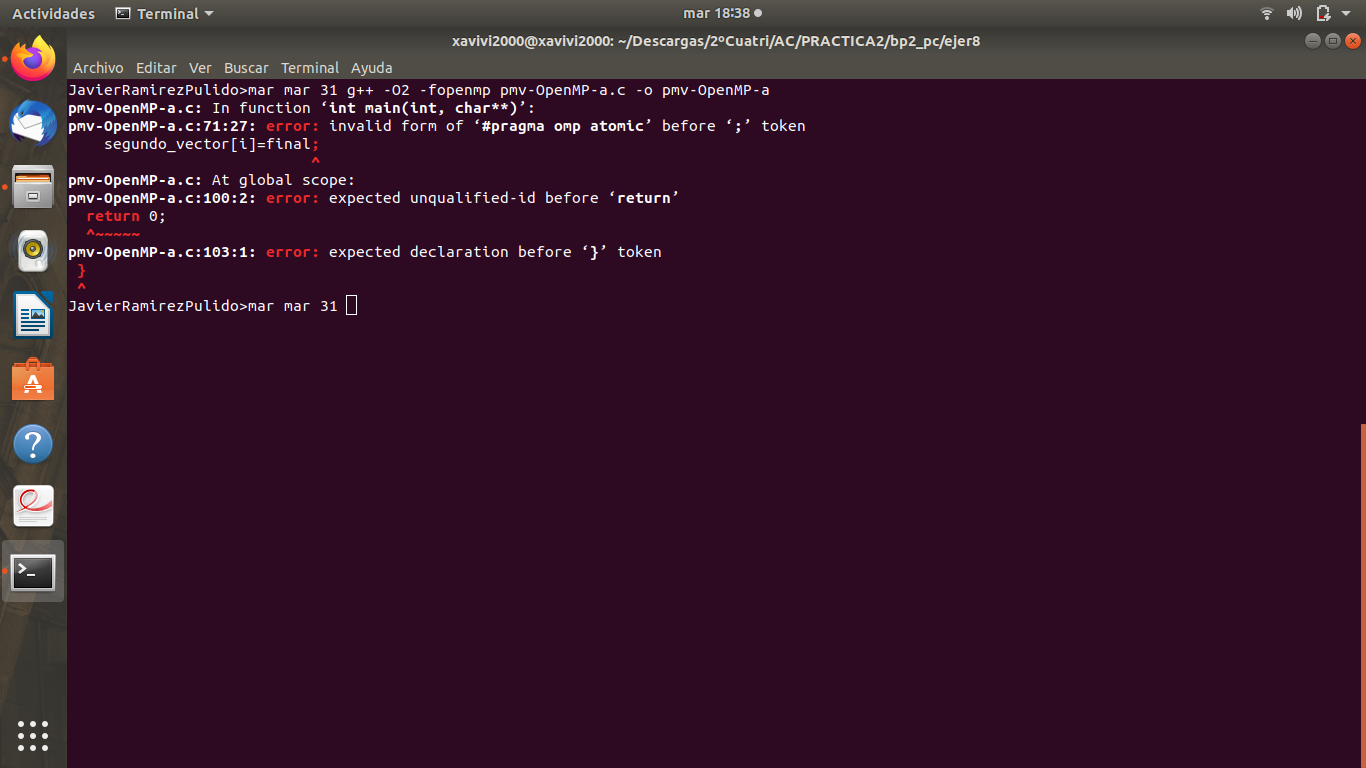 Actividades Terminal mar 18:38
xavivi2000@xavivi2000: ~/Descargas/2ºCuatri/AC/PRACTICA2/bp2_pc/ejer8
Archivo Editar Ver Buscar Terminal Ayuda
JavierRamirezPulido>mar mar 31 g++ -O2 -fopenmp pmv-OpenMP-a.c -o pmv-OpenMP-a
pmv-OpenMP-a.c: In function ‘int main(int, char**)’:
pmv-OpenMP-a.c:71:27: error: invalid form of ‘#pragma omp atomic’ before ‘;’ token
    segundo_vector[i]=final;
                           ^
pmv-OpenMP-a.c: At global scope:
pmv-OpenMP-a.c:100:2: error: expected unqualified-id before ‘return’
  return 0;
  ^~~~~~
pmv-OpenMP-a.c:103:1: error: expected declaration before ‘}’ token
 }
 ^
JavierRamirezPulido>mar mar 31